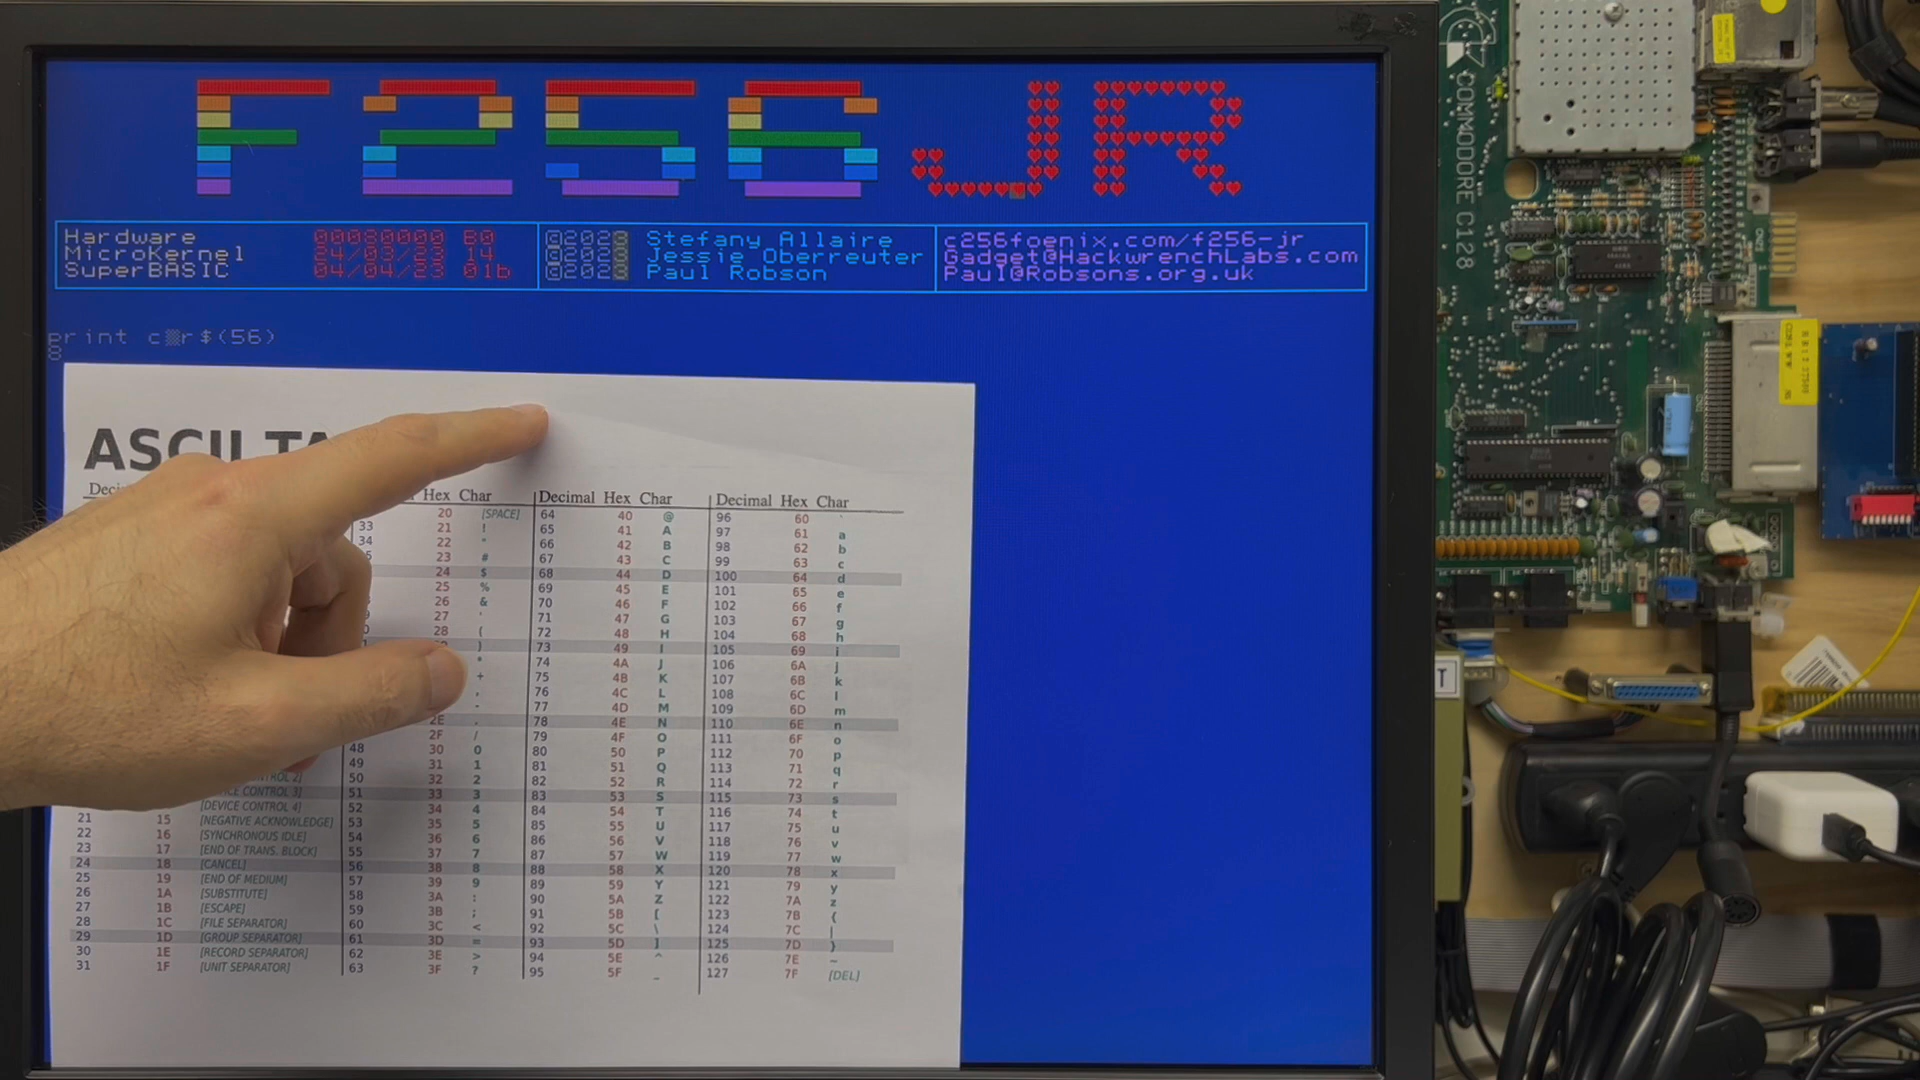 F256JR
Hardware 00080000 B0
MicroKernel 24/03/23 14
SuperBASIC 04/04/23 01b
©2023 Stefany Allaire
©2023 Jessie Oberreuter
©2023 Paul Robson
c256foenix.com/f256-jr
Gadget@HackwrenchLabs.com
Paul@Robsons.org.uk
print c▒r$(56)
8
ASCII TA
Hex Char Decimal Hex Char Decimal Hex Char
20 [SPACE] 64 40 @ 96 60 `
33 21 ! 65 41 A 97 61 a
34 22 " 66 42 B 98 62 b
23 # 67 43 C 99 63 c
24 $ 68 44 D 100 64 d
25 % 69 45 E 101 65 e
26 & 70 46 F 102 66 f
27 ' 71 47 G 103 67 g
28 ( 72 48 H 104 68 h
) 73 49 I 105 69 i
* 74 4A J 106 6A j
+ 75 4B K 107 6B k
, 76 4C L 108 6C l
- 77 4D M 109 6D m
2E . 78 4E N 110 6E n
2F / 79 4F O 111 6F o
48 30 0 80 50 P 112 70 p
49 31 1 81 51 Q 113 71 q
CONTROL 2] 50 32 2 82 52 R 114 72 r
[DEVICE CONTROL 3] 51 33 3 83 53 S 115 73 s
[DEVICE CONTROL 4] 52 34 4 84 54 T 116 74 t
21 15 [NEGATIVE ACKNOWLEDGE] 53 35 5 85 55 U 117 75 u
22 16 [SYNCHRONOUS IDLE] 54 36 6 86 56 V 118 76 v
23 17 [END OF TRANS. BLOCK] 55 37 7 87 57 W 119 77 w
24 18 [CANCEL] 56 38 8 88 58 X 120 78 x
25 19 [END OF MEDIUM] 57 39 9 89 59 Y 121 79 y
26 1A [SUBSTITUTE] 58 3A : 90 5A Z 122 7A z
27 1B [ESCAPE] 59 3B ; 91 5B [ 123 7B {
28 1C [FILE SEPARATOR] 60 3C < 92 5C \ 124 7C |
29 1D [GROUP SEPARATOR] 61 3D = 93 5D ] 125 7D }
30 1E [RECORD SEPARATOR] 62 3E > 94 5E ^ 126 7E ~
31 1F [UNIT SEPARATOR] 63 3F ? 95 5F _ 127 7F [DEL]
COMMODORE C128
T